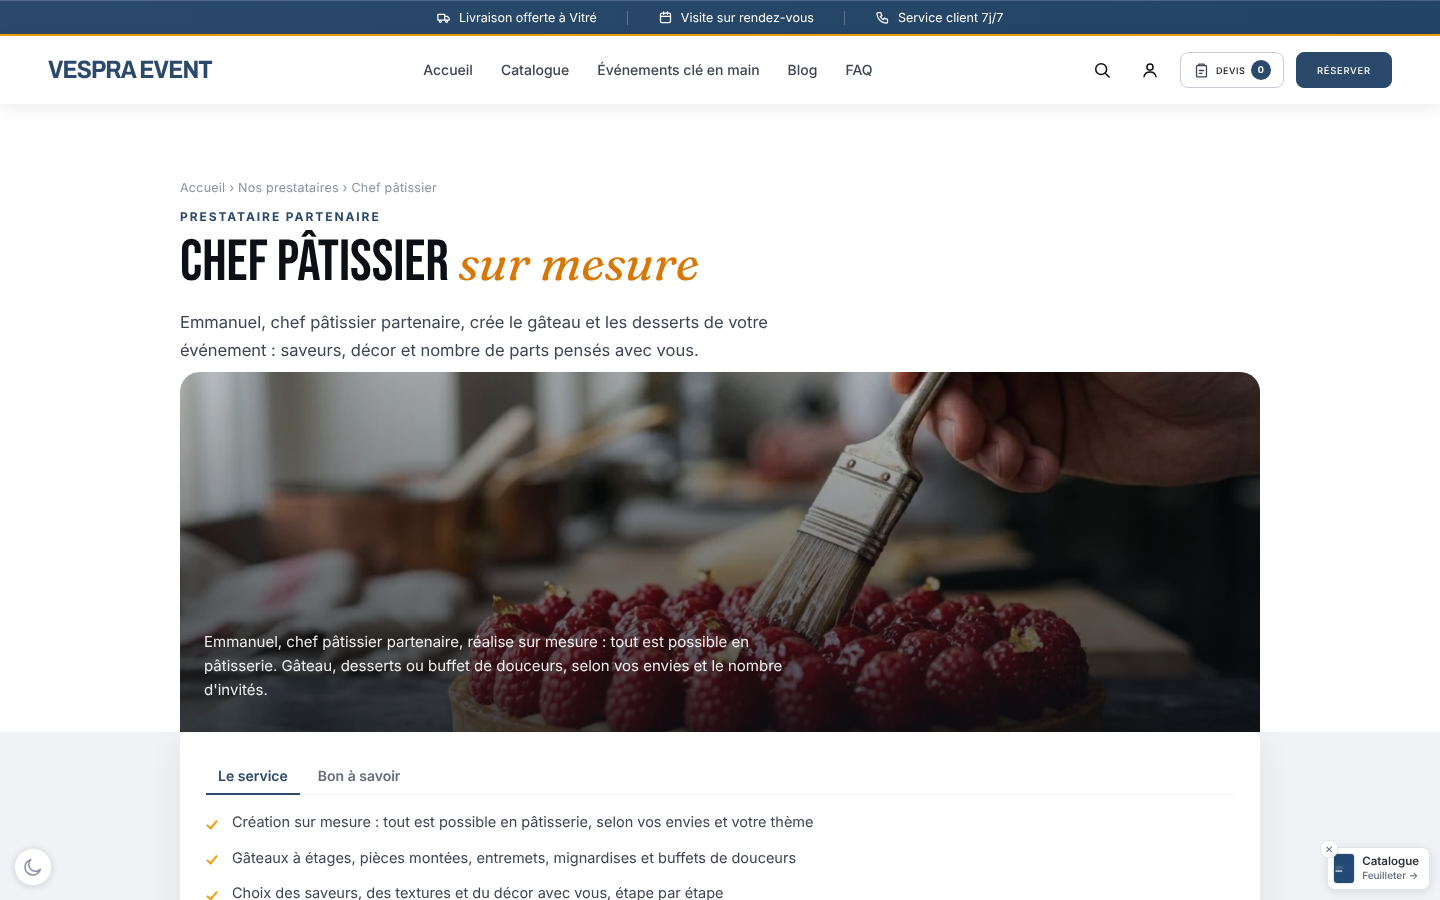 Livraison offerte à Vitré
Visite sur rendez-vous
Service client 7j/7
VESPRA EVENT
Accueil
Catalogue
Événements clé en main
Blog
FAQ
DEVIS
0
RÉSERVER
Accueil › Nos prestataires › Chef pâtissier
PRESTATAIRE PARTENAIRE
CHEF PÂTISSIER sur mesure
Emmanuel, chef pâtissier partenaire, crée le gâteau et les desserts de votre
événement : saveurs, décor et nombre de parts pensés avec vous.
Emmanuel, chef pâtissier partenaire, réalise sur mesure : tout est possible en
pâtisserie. Gâteau, desserts ou buffet de douceurs, selon vos envies et le nombre
d'invités.
Le service
Bon à savoir
Création sur mesure : tout est possible en pâtisserie, selon vos envies et votre thème
Gâteaux à étages, pièces montées, entremets, mignardises et buffets de douceurs
Choix des saveurs, des textures et du décor avec vous, étape par étape
Catalogue
Feuilleter →